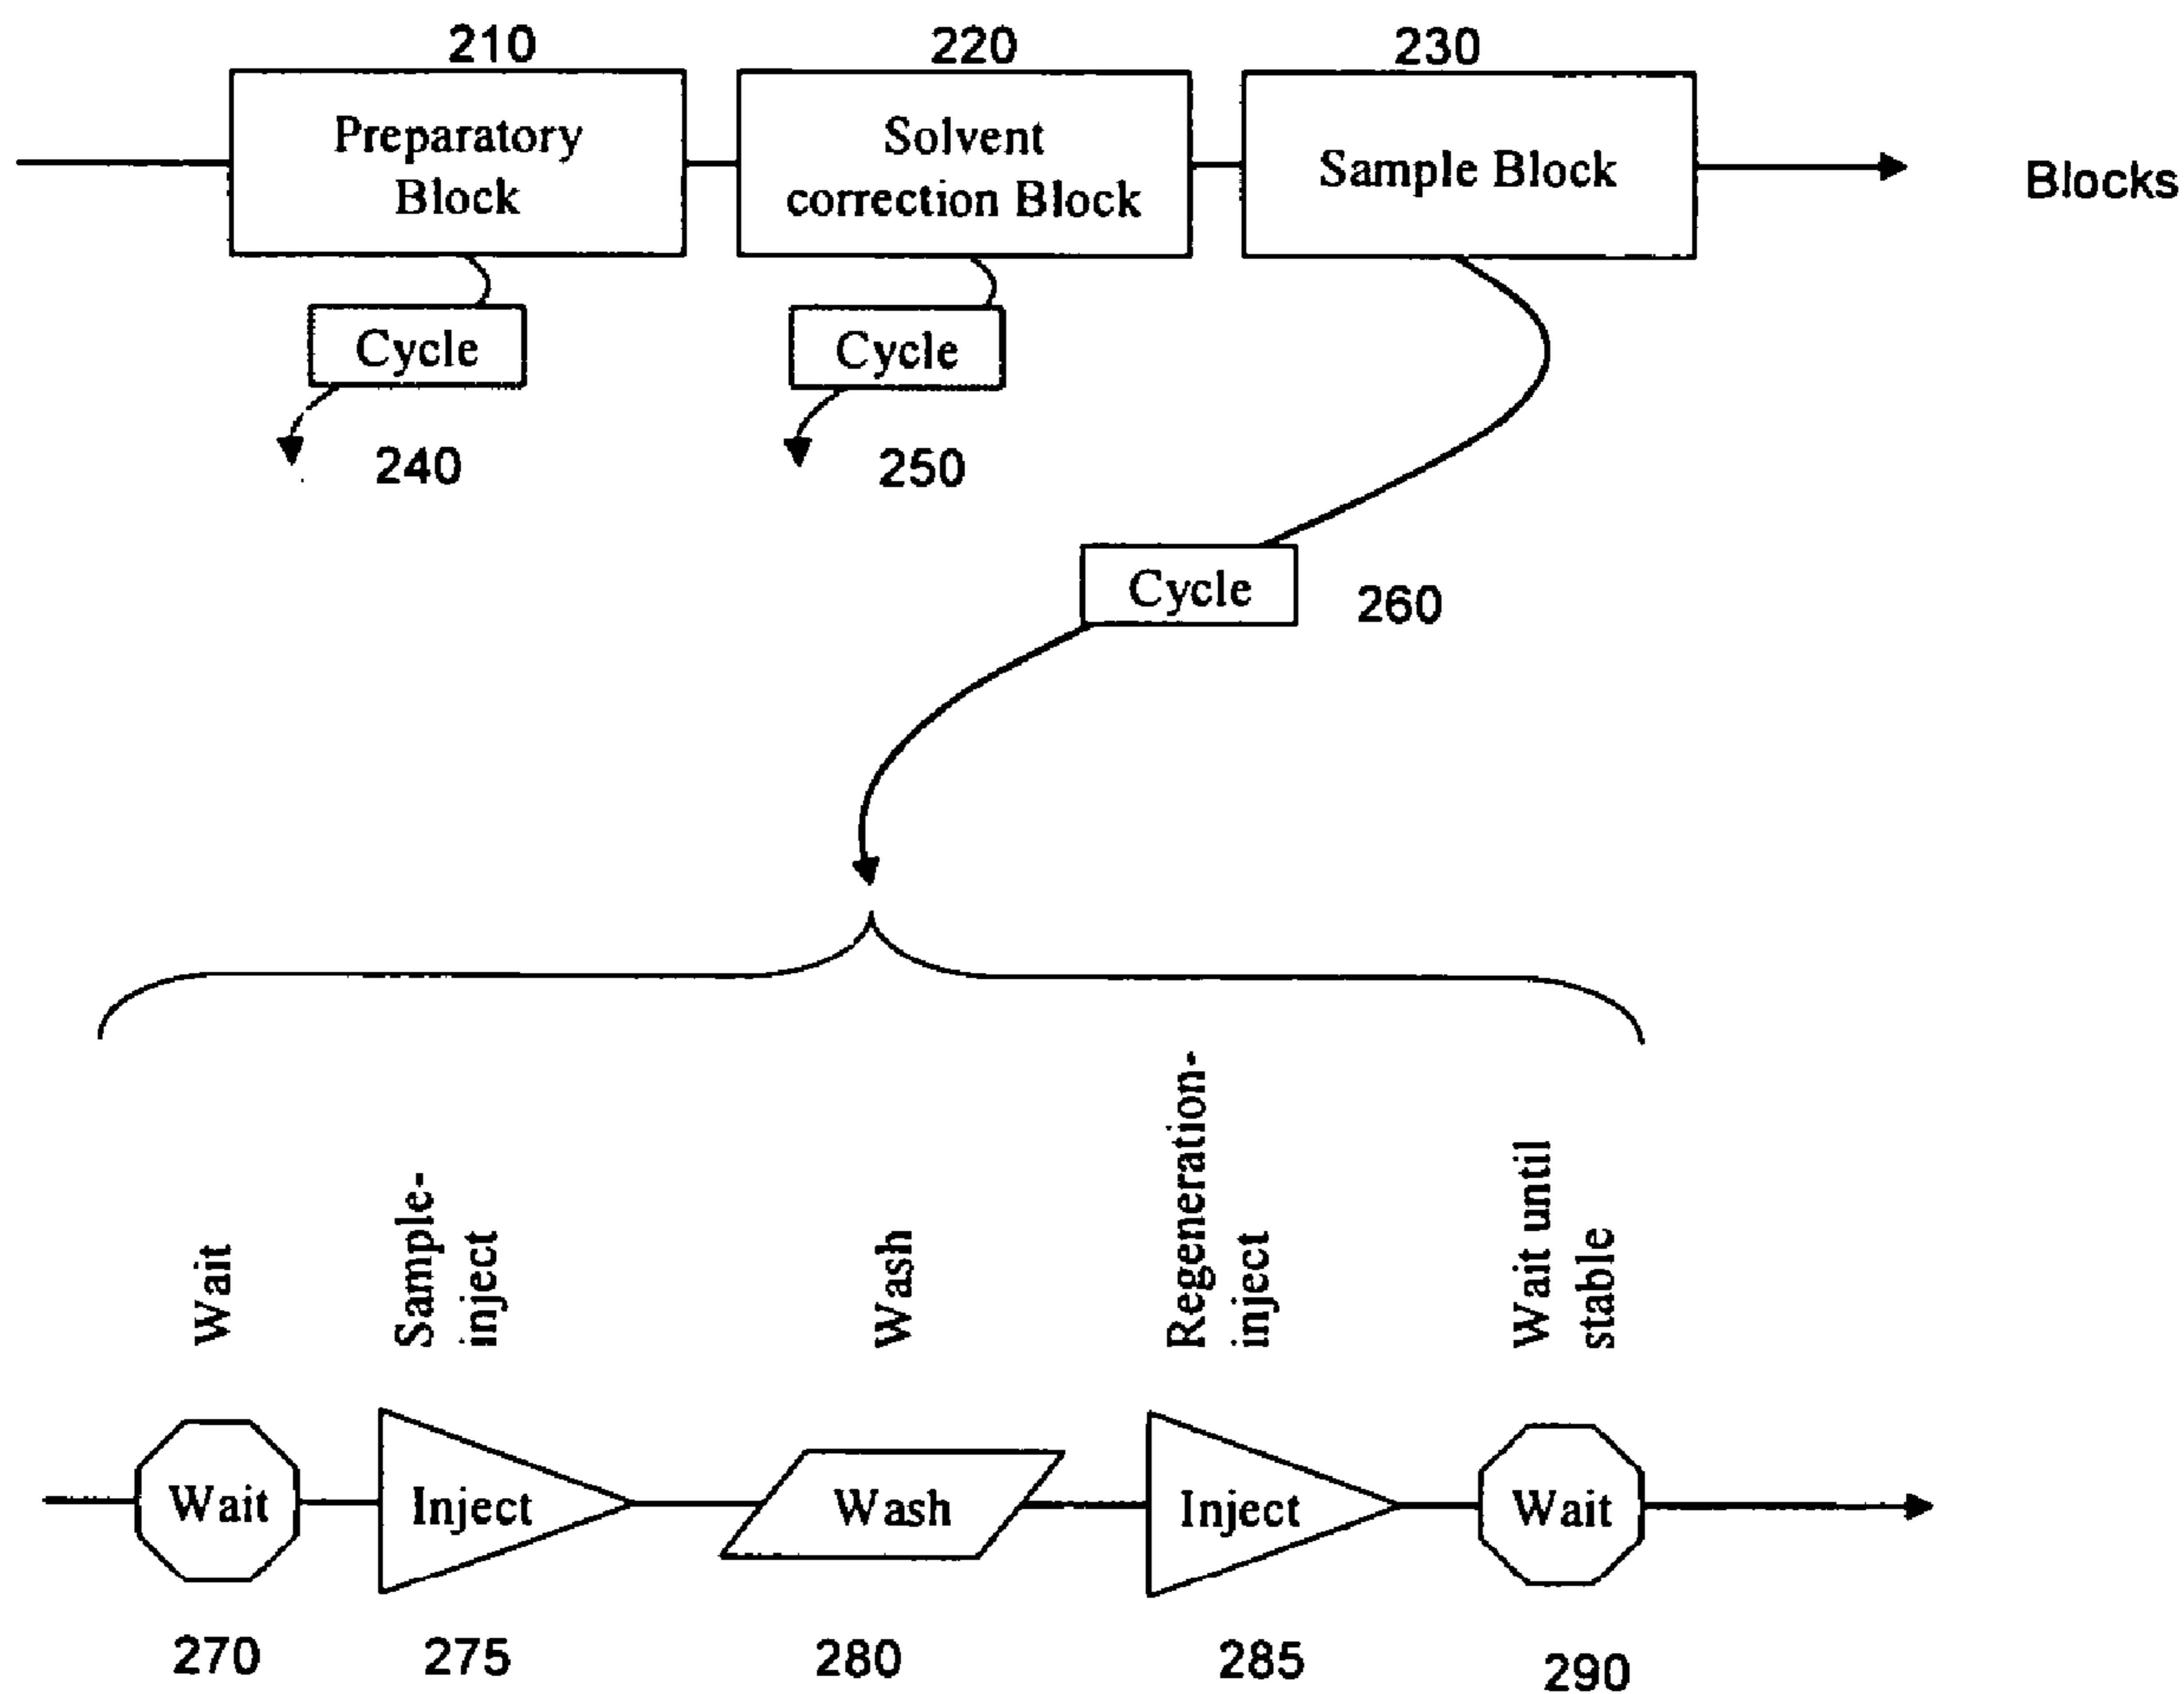 210
220
230
Preparatory
Block
Solvent
correction Block
Sample Block
Blocks
Cycle
Cycle
240
250
Cycle
260
Wait
Sample-
inject
Wash
Regeneration-
inject
Wait until
stable
Wait
Inject
Wash
Inject
Wait
270
275
280
285
290